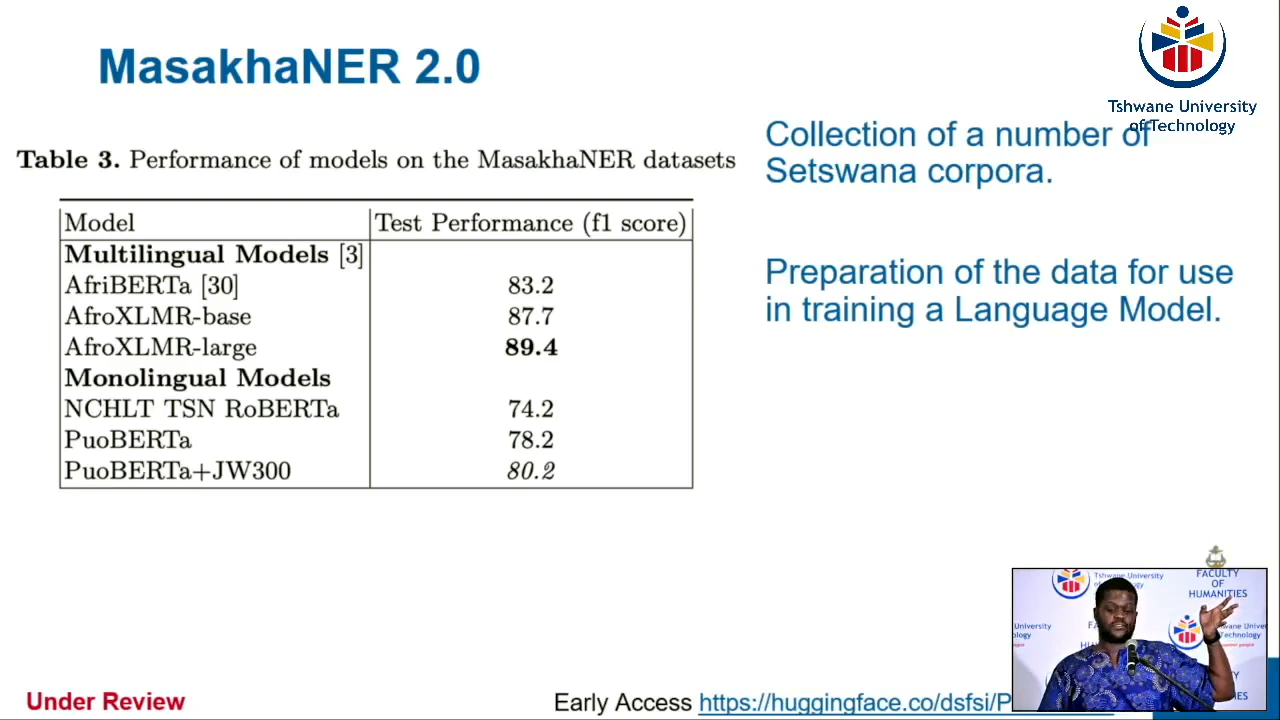 MasakhaNER 2.0
Tshwane University
of Technology
Table 3. Performance of models on the MasakhaNER datasets
Model Test Performance (f1 score)
Multilingual Models [3]
AfriBERTa [30] 83.2
AfroXLMR-base 87.7
AfroXLMR-large 89.4
Monolingual Models
NCHLT TSN RoBERTa 74.2
PuoBERTa 78.2
PuoBERTa+JW300 80.2
Collection of a number of
Setswana corpora.
Preparation of the data for use
in training a Language Model.
Tshwane University
FACULTY
OF
HUMANITIES
Under Review
Early Access https://huggingface.co/dsfsi/P